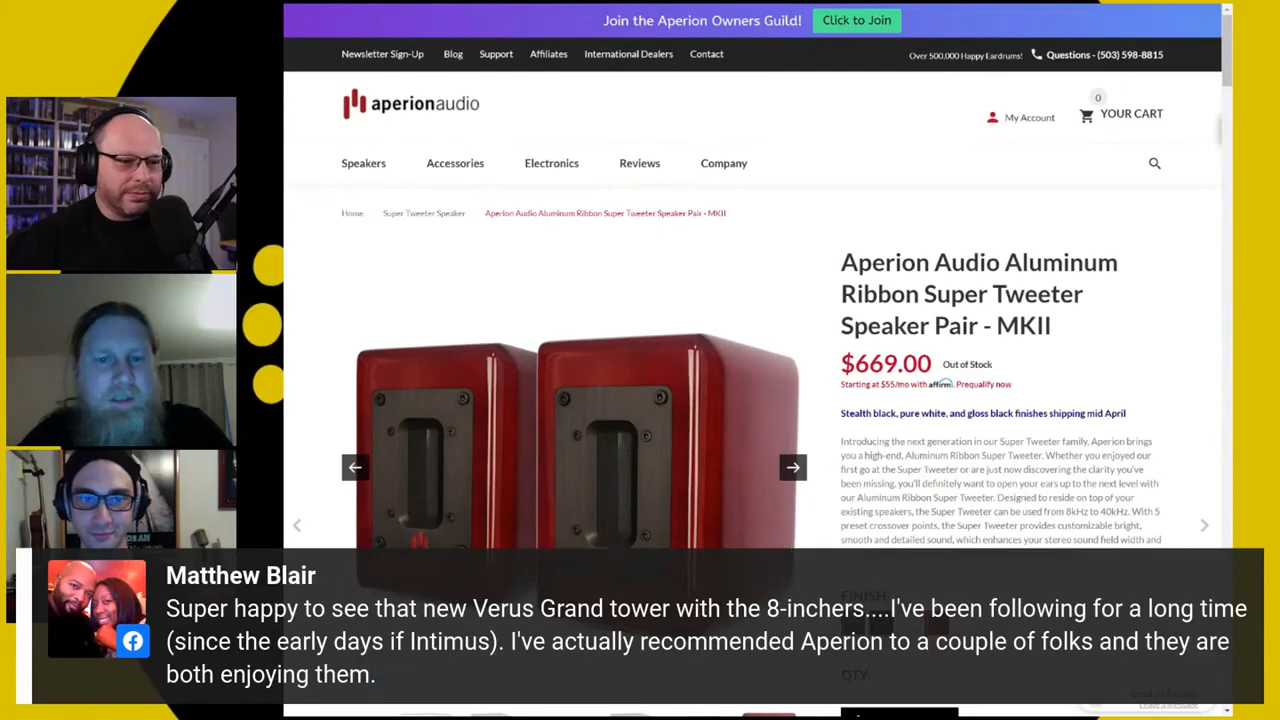 Join the Aperion Owners Guild! Click to Join
Newsletter Sign-Up Blog Support Affiliates International Dealers Contact Over 500,000 Happy Eardrums! Questions - (503) 598-8815
aperionaudio
My Account 0 YOUR CART
Speakers Accessories Electronics Reviews Company
Home Super Tweeter Speaker Aperion Audio Aluminum Ribbon Super Tweeter Speaker Pair - MKII
Aperion Audio Aluminum
Ribbon Super Tweeter
Speaker Pair - MKII
$669.00 Out of Stock
Starting at $55/mo with affirm. Prequalify now
Stealth black, pure white, and gloss black finishes shipping mid April
Introducing the next generation in our Super Tweeter family. Aperion brings
you a high-end, Aluminum Ribbon Super Tweeter. Whether you enjoyed our
first go at the Super Tweeter or are just now discovering the clarity you've
been missing, you'll definitely want to open your ears up to the next level with
our Aluminum Ribbon Super Tweeter. Designed to reside on top of your
existing speakers, the Super Tweeter can be used from 8kHz to 40kHz. With 5
preset crossover points, the Super Tweeter provides customizable bright,
smooth and detailed sound, which enhances your stereo sound field width and
FINISH
QTY:
Matthew Blair
Super happy to see that new Verus Grand tower with the 8-inchers....I've been following for a long time
(since the early days if Intimus). I've actually recommended Aperion to a couple of folks and they are
both enjoying them.